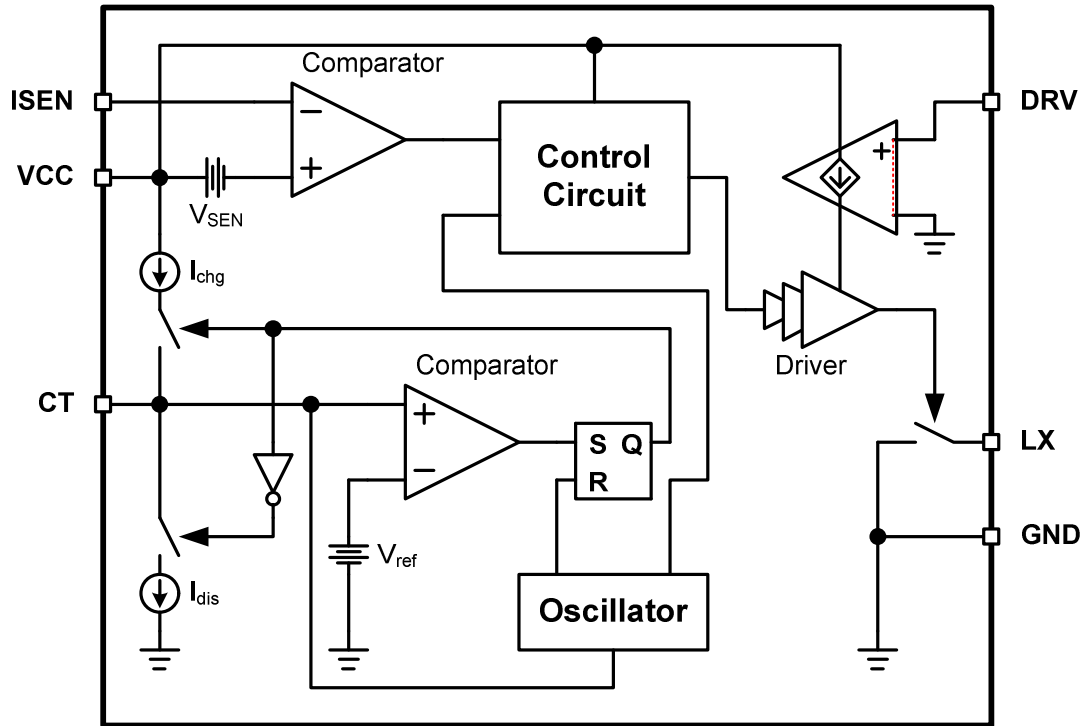 Comparator
ISEN
DRV
−
+
+
Control
Circuit
VCC
VSEN
Ichg
Comparator
Driver
CT
+
−
S Q
R
LX
Vref
GND
Idis
Oscillator